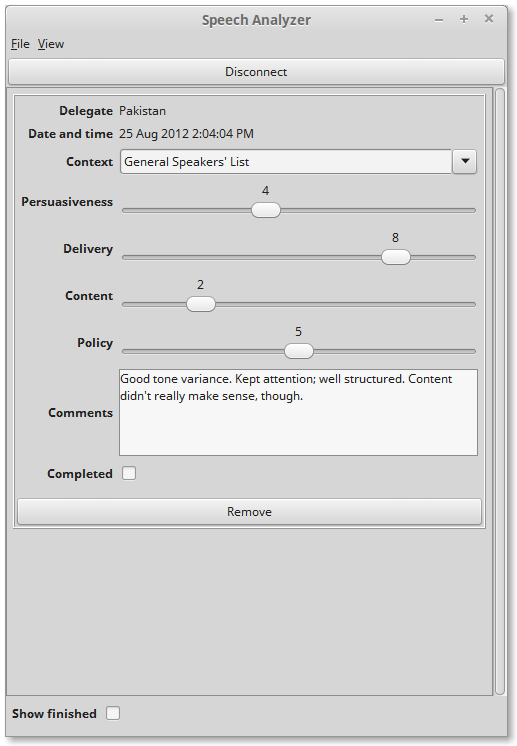 Speech Analyzer
File View
Disconnect
Delegate Pakistan
Date and time 25 Aug 2012 2:04:04 PM
Context General Speakers' List
4
Persuasiveness
8
Delivery
2
Content
5
Policy
Good tone variance. Kept attention; well structured. Content
didn't really make sense, though.
Comments
Completed
Remove
Show finished